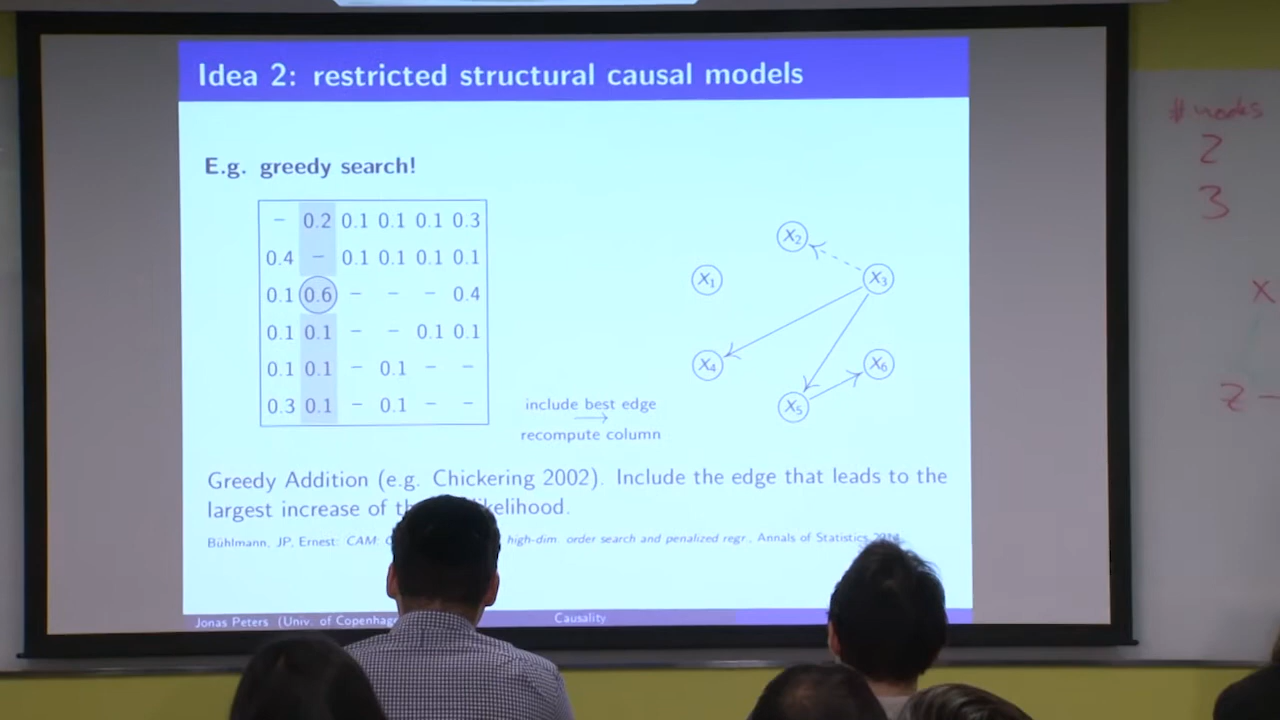 Idea 2: restricted structural causal models
E.g. greedy search!
– 0.2 0.1 0.1 0.1 0.3
0.4 – 0.1 0.1 0.1 0.1
0.1 0.6 – – – 0.4
0.1 0.1 – – 0.1 0.1
0.1 0.1 – 0.1 – –
0.3 0.1 – 0.1 – –
X2
X1
X3
X4
X6
X5
include best edge
→
recompute column
Greedy Addition (e.g. Chickering 2002). Include the edge that leads to the
largest increase of
Bühlmann, JP, Ernest: CAM: high-dim. order search and penalized regr., Annals of Statistics
Jonas Peters (Univ. of
Causality
# nodes
2
3
X